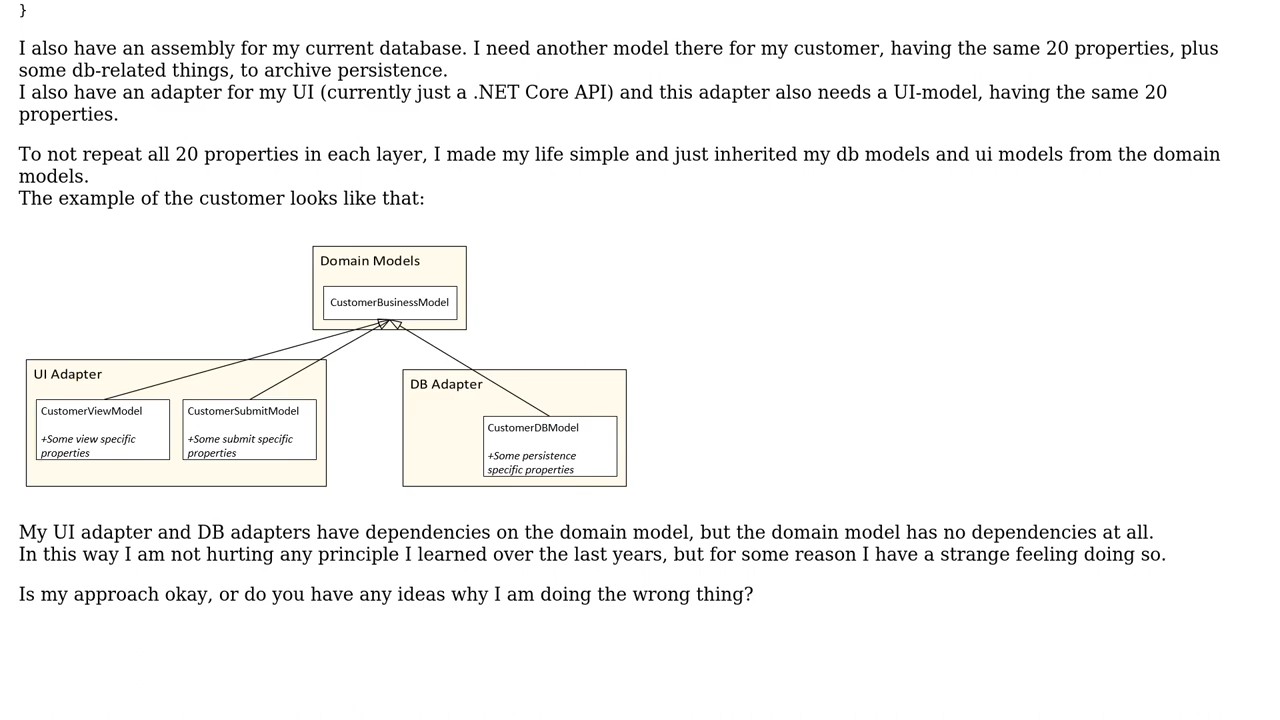 }
I also have an assembly for my current database. I need another model there for my customer, having the same 20 properties, plus
some db-related things, to archive persistence.
I also have an adapter for my UI (currently just a .NET Core API) and this adapter also needs a UI-model, having the same 20
properties.
To not repeat all 20 properties in each layer, I made my life simple and just inherited my db models and ui models from the domain
models.
The example of the customer looks like that:
Domain Models
CustomerBusinessModel
UI Adapter
CustomerViewModel
+Some view specific
properties
CustomerSubmitModel
+Some submit specific
properties
DB Adapter
CustomerDBModel
+Some persistence
specific properties
My UI adapter and DB adapters have dependencies on the domain model, but the domain model has no dependencies at all.
In this way I am not hurting any principle I learned over the last years, but for some reason I have a strange feeling doing so.
Is my approach okay, or do you have any ideas why I am doing the wrong thing?